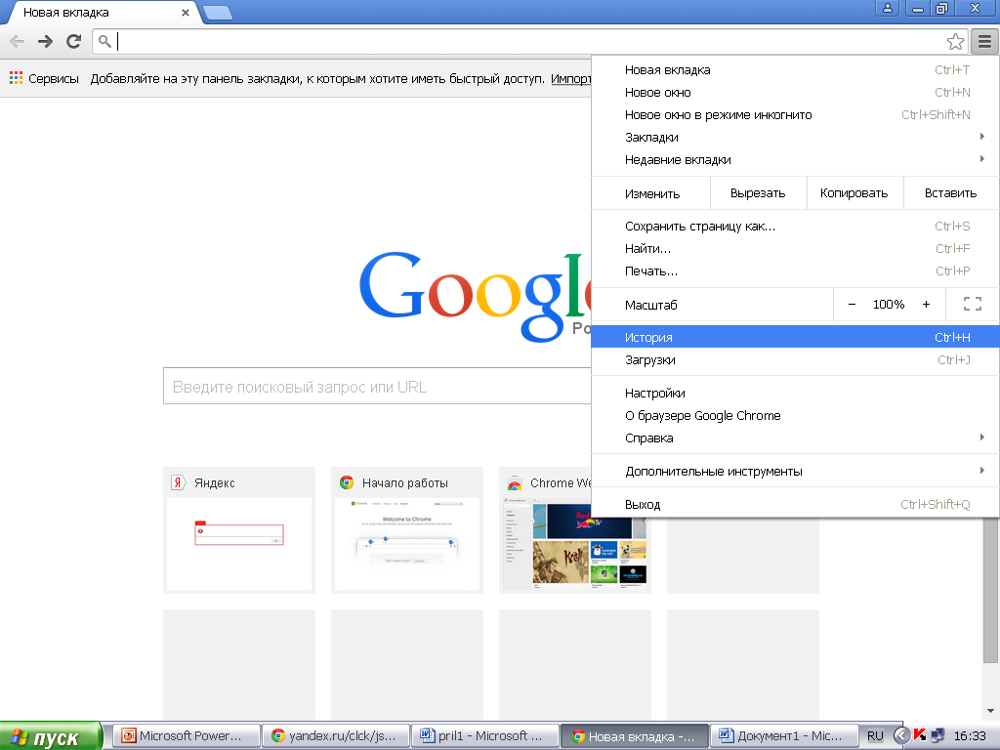 Новая вкладка
Сервисы Добавляйте на эту панель закладки, к которым хотите иметь быстрый доступ. Импорт
Новая вкладка Ctrl+T
Новое окно Ctrl+N
Новое окно в режиме инкогнито Ctrl+Shift+N
Закладки
Недавние вкладки
Изменить Вырезать Копировать Вставить
Сохранить страницу как... Ctrl+S
Найти... Ctrl+F
Печать... Ctrl+P
Масштаб − 100% +
История Ctrl+H
Загрузки Ctrl+J
Настройки
О браузере Google Chrome
Справка
Дополнительные инструменты
Выход Ctrl+Shift+Q
Google
Введите поисковый запрос или URL
Яндекс
Начало работы
Chrome We
Welcome to Chrome
пуск
Microsoft Power...
yandex.ru/clck/js...
pril1 - Microsoft ...
Новая вкладка -...
Документ1 - Mic...
RU
16:33